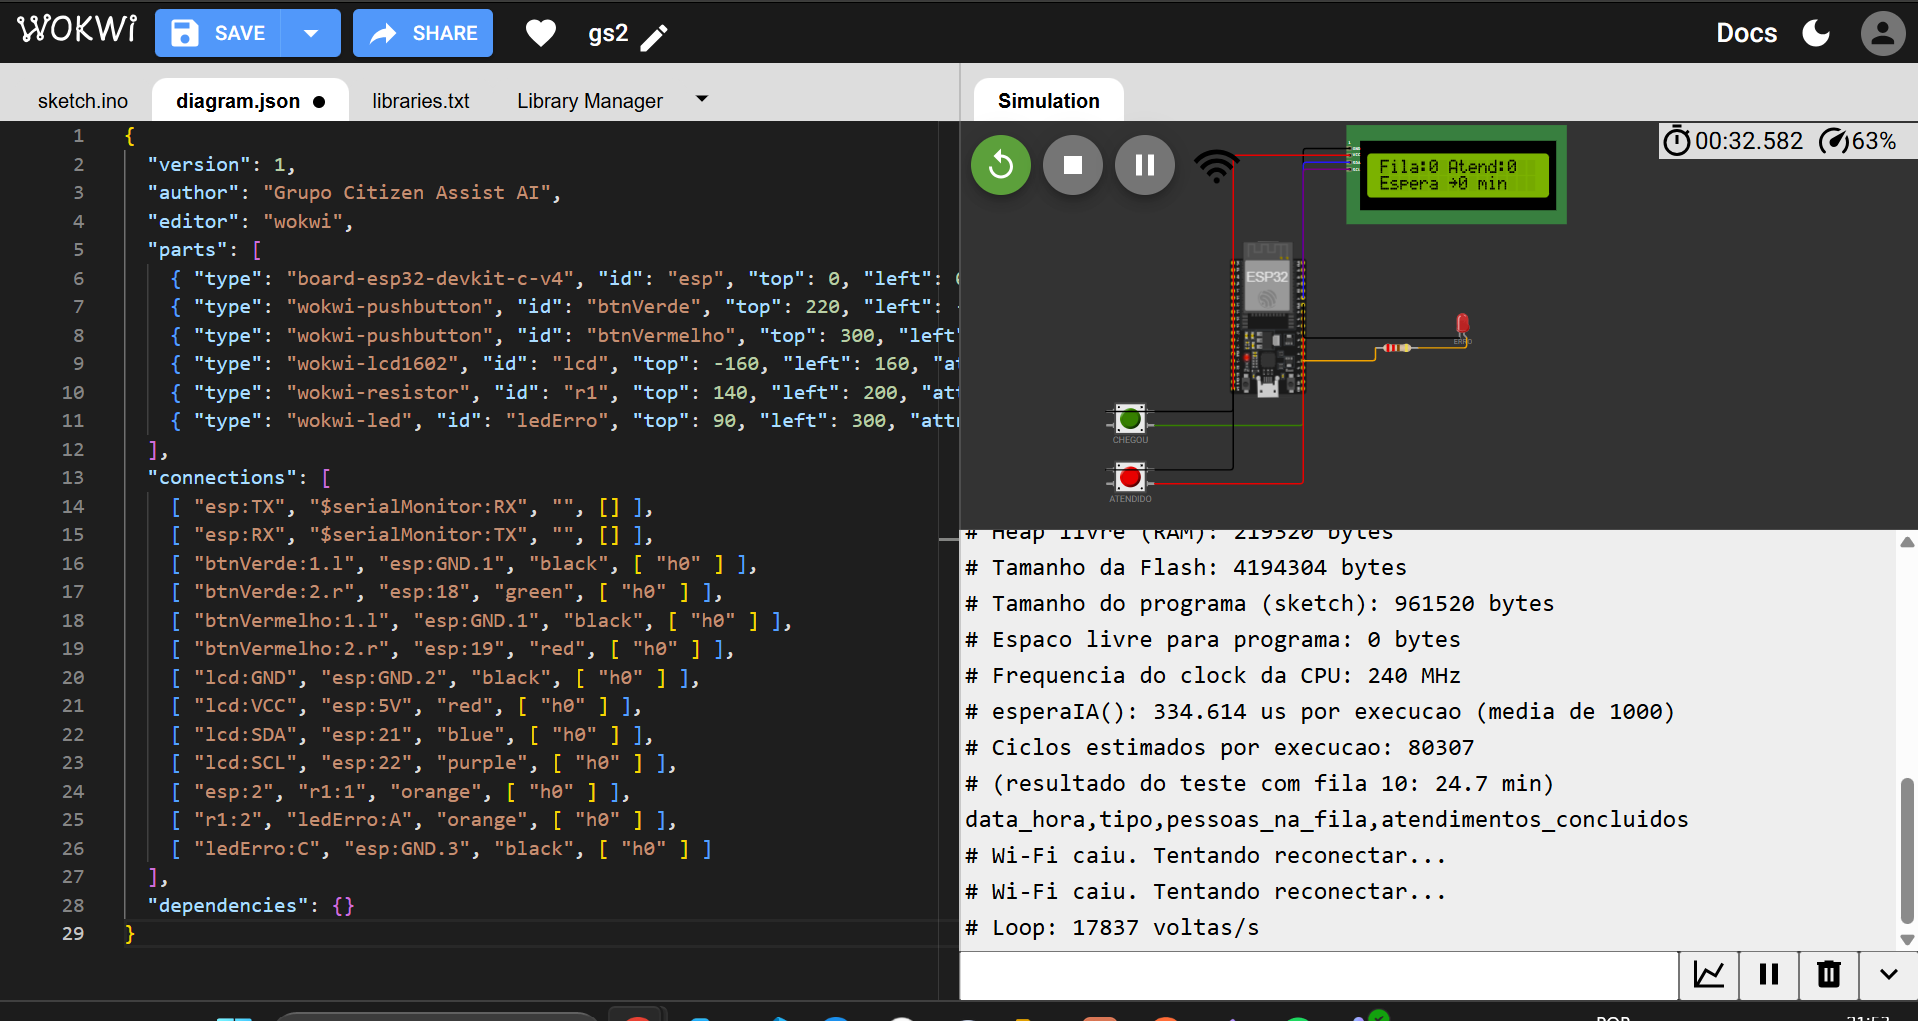 WOKWi
SAVE
SHARE
gs2
Docs
sketch.ino
diagram.json
libraries.txt
Library Manager
Simulation
1 {
2 "version": 1,
3 "author": "Grupo Citizen Assist AI",
4 "editor": "wokwi",
5 "parts": [
6 { "type": "board-esp32-devkit-c-v4", "id": "esp", "top": 0, "left":
7 { "type": "wokwi-pushbutton", "id": "btnVerde", "top": 220, "left":
8 { "type": "wokwi-pushbutton", "id": "btnVermelho", "top": 300, "left"
9 { "type": "wokwi-lcd1602", "id": "lcd", "top": -160, "left": 160, "at
10 { "type": "wokwi-resistor", "id": "r1", "top": 140, "left": 200, "att
11 { "type": "wokwi-led", "id": "ledErro", "top": 90, "left": 300, "attr
12 ],
13 "connections": [
14 [ "esp:TX", "$serialMonitor:RX", "", [] ],
15 [ "esp:RX", "$serialMonitor:TX", "", [] ],
16 [ "btnVerde:1.l", "esp:GND.1", "black", [ "h0" ] ],
17 [ "btnVerde:2.r", "esp:18", "green", [ "h0" ] ],
18 [ "btnVermelho:1.l", "esp:GND.1", "black", [ "h0" ] ],
19 [ "btnVermelho:2.r", "esp:19", "red", [ "h0" ] ],
20 [ "lcd:GND", "esp:GND.2", "black", [ "h0" ] ],
21 [ "lcd:VCC", "esp:5V", "red", [ "h0" ] ],
22 [ "lcd:SDA", "esp:21", "blue", [ "h0" ] ],
23 [ "lcd:SCL", "esp:22", "purple", [ "h0" ] ],
24 [ "esp:2", "r1:1", "orange", [ "h0" ] ],
25 [ "r1:2", "ledErro:A", "orange", [ "h0" ] ],
26 [ "ledErro:C", "esp:GND.3", "black", [ "h0" ] ]
27 ],
28 "dependencies": {}
29 }
00:32.582
63%
Fila:0 Atend:0
Espera →0 min
ESP32
ERRO
CHEGOU
ATENDIDO
# Heap livre (RAM): 219320 bytes
# Tamanho da Flash: 4194304 bytes
# Tamanho do programa (sketch): 961520 bytes
# Espaco livre para programa: 0 bytes
# Frequencia do clock da CPU: 240 MHz
# esperaIA(): 334.614 us por execucao (media de 1000)
# Ciclos estimados por execucao: 80307
# (resultado do teste com fila 10: 24.7 min)
data_hora,tipo,pessoas_na_fila,atendimentos_concluidos
# Wi-Fi caiu. Tentando reconectar...
# Wi-Fi caiu. Tentando reconectar...
# Loop: 17837 voltas/s